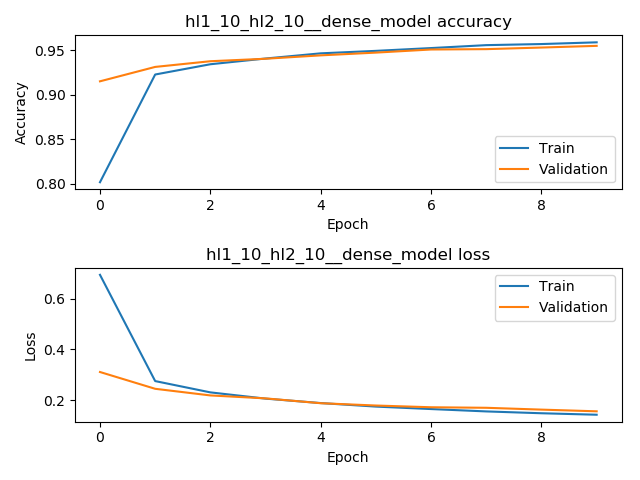 hl1_10_hl2_10__dense_model accuracy
0.95
0.90
0.85
0.80
Accuracy
Train
Validation
0 2 4 6 8
Epoch
hl1_10_hl2_10__dense_model loss
0.6
0.4
0.2
Loss
Train
Validation
0 2 4 6 8
Epoch